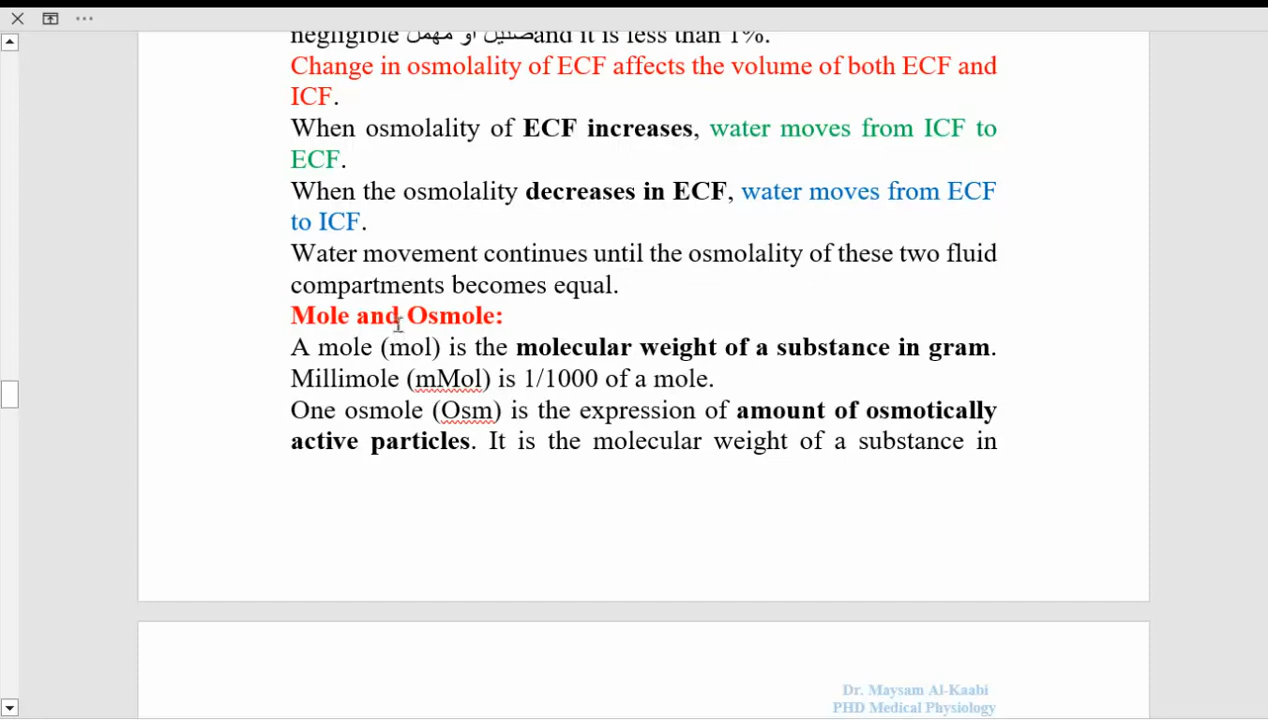 negligible ضئيل او مهمل and it is less than 1%.
Change in osmolality of ECF affects the volume of both ECF and
ICF.
When osmolality of ECF increases, water moves from ICF to
ECF.
When the osmolality decreases in ECF, water moves from ECF
to ICF.
Water movement continues until the osmolality of these two fluid
compartments becomes equal.
Mole and Osmole:
A mole (mol) is the molecular weight of a substance in gram.
Millimole (mMol) is 1/1000 of a mole.
One osmole (Osm) is the expression of amount of osmotically
active particles. It is the molecular weight of a substance in
Dr. Maysam Al-Kaabi
PHD Medical Physiology